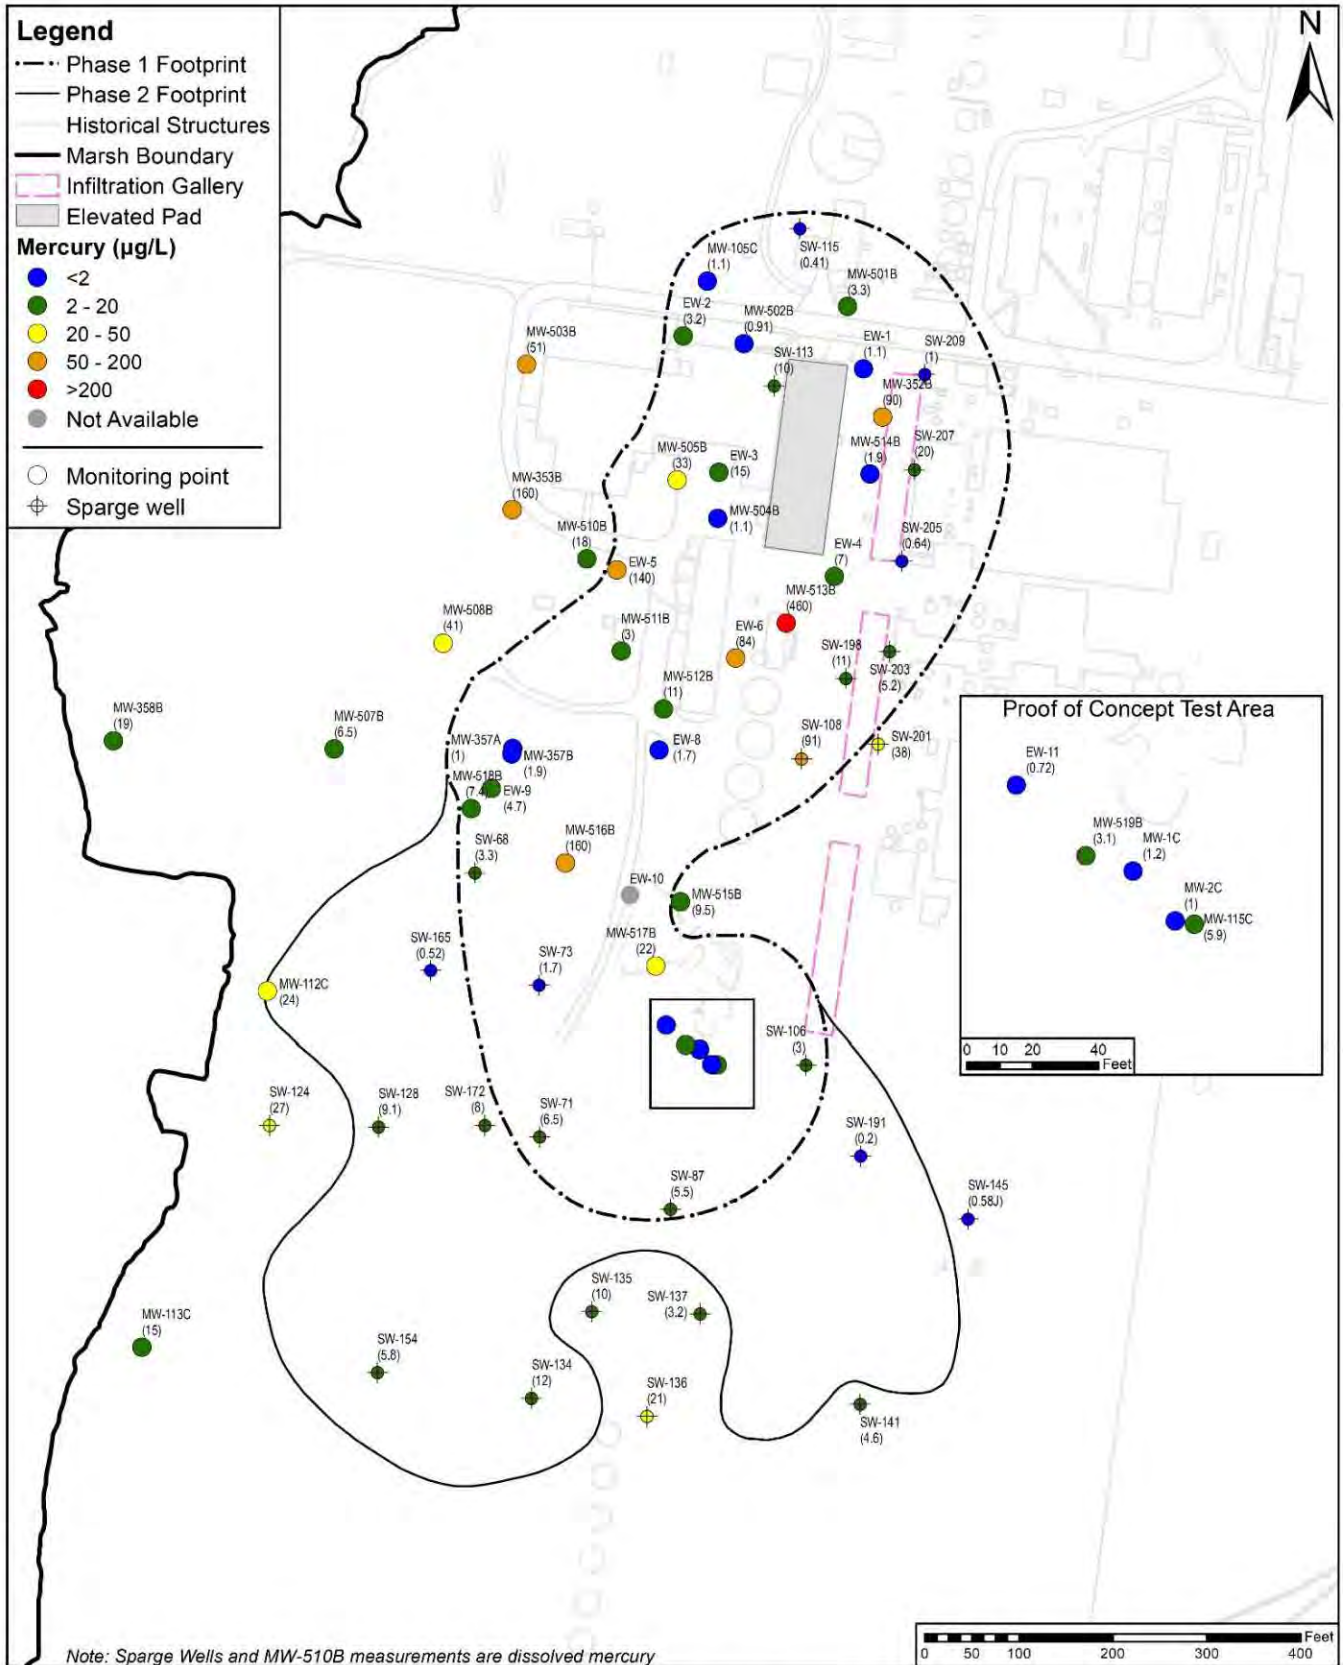 Legend
Phase 1 Footprint
Phase 2 Footprint
Historical Structures
Marsh Boundary
Infiltration Gallery
Elevated Pad
Mercury (µg/L)
<2
2 - 20
20 - 50
50 - 200
>200
Not Available
Monitoring point
Sparge well
N
SW-115
(0.41)
MW-105C
(1.1)
MW-501B
(3.3)
EW-2
(3.2)
MW-502B
(0.91)
MW-503B
(51)
EW-1
(1.1)
SW-209
(1)
SW-113
(10)
MW-352B
(90)
MW-505B
(33)
EW-3
(15)
MW-514B
(1.9)
SW-207
(20)
MW-353B
(160)
MW-504B
(1.1)
MW-510B
(18)
EW-5
(140)
EW-4
(7)
SW-205
(0.64)
MW-513B
(460)
MW-508B
(41)
MW-511B
(3)
EW-6
(84)
SW-198
(11)
SW-203
(5.2)
MW-512B
(11)
MW-358B
(19)
MW-507B
(6.5)
MW-357A
(1)
MW-357B
(1.9)
EW-8
(1.7)
SW-108
(91)
SW-201
(38)
MW-518B
(7.4)
EW-9
(4.7)
SW-68
(3.3)
MW-516B
(160)
EW-10
MW-515B
(9.5)
MW-517B
(22)
SW-165
(0.52)
SW-73
(1.7)
MW-112C
(24)
SW-106
(3)
SW-124
(27)
SW-128
(9.1)
SW-172
(8)
SW-71
(6.5)
SW-191
(0.2)
SW-87
(5.5)
SW-145
(0.58J)
SW-135
(10)
SW-137
(3.2)
MW-113C
(15)
SW-154
(5.8)
SW-134
(12)
SW-136
(21)
SW-141
(4.6)
Proof of Concept Test Area
EW-11
(0.72)
MW-519B
(3.1)
MW-1C
(1.2)
MW-2C
(1)
MW-115C
(5.9)
0 10 20 40
Feet
Note: Sparge Wells and MW-510B measurements are dissolved mercury
Feet
0 50 100 200 300 400